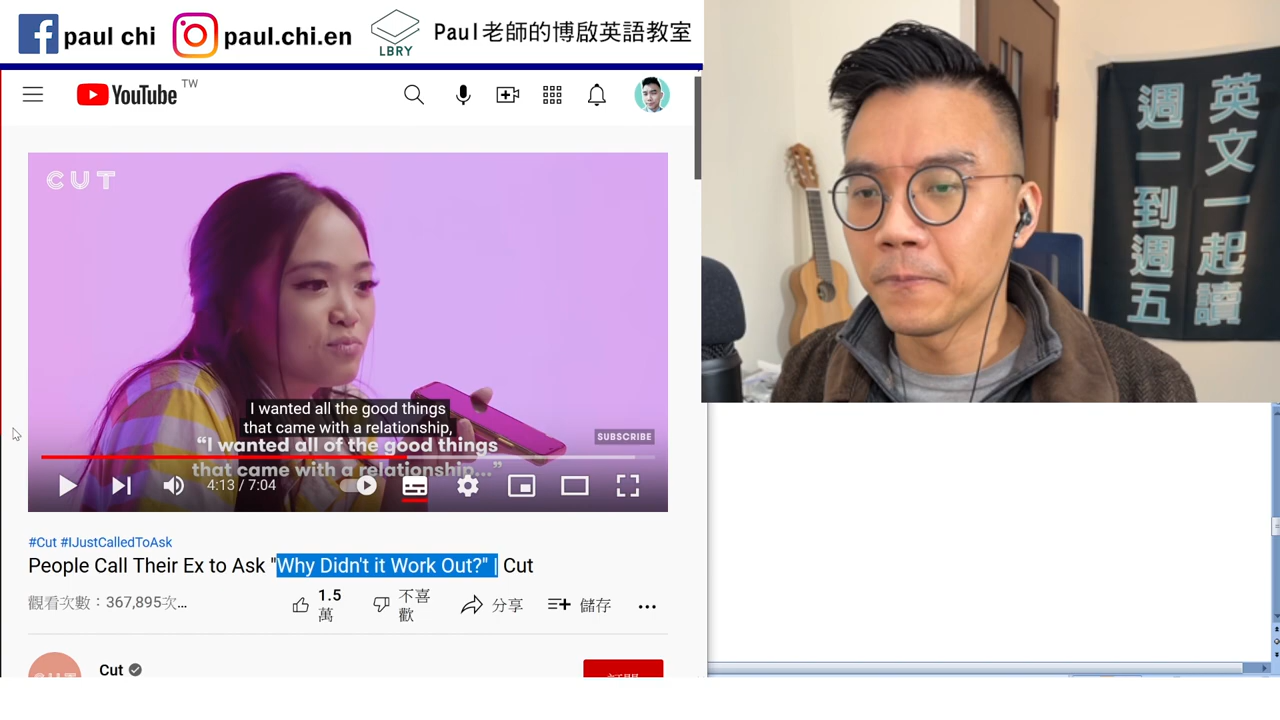 paul chi
paul.chi.en
LBRY
Paul老師的博啟英語教室
YouTube TW
CUT
I wanted all the good things
that came with a relationship,
“I wanted all of the good things
that came with a relationship...”
SUBSCRIBE
4:13 / 7:04
#Cut #IJustCalledToAsk
People Call Their Ex to Ask "Why Didn't it Work Out?" | Cut
觀看次數：367,895次...
1.5
萬
不喜
歡
分享
儲存
Cut
英文一起讀
週一到週五